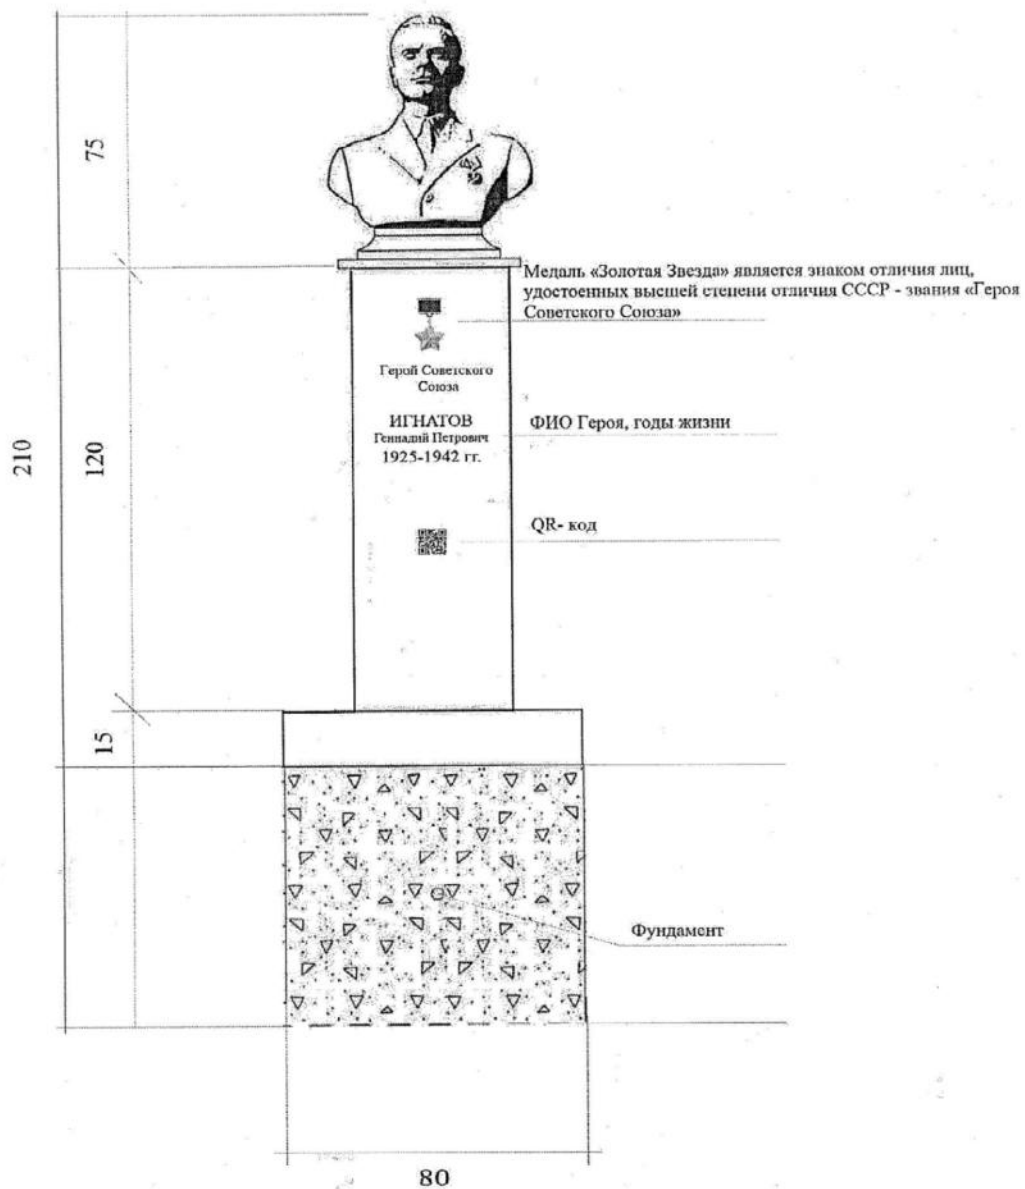 75
Медаль «Золотая Звезда» является знаком отличия лиц,
удостоенных высшей степени отличия СССР - звания «Героя
Советского Союза»
Герой Советского
Союза
ИГНАТОВ
Геннадий Петрович
1925-1942 гг.
ФИО Героя, годы жизни
210
120
QR- код
15
Фундамент
80